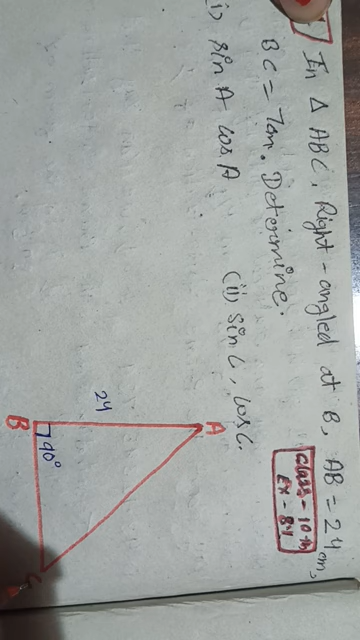 In Δ ABC, Right-angled at B, AB = 24 cm,
BC = 7cm. Determine.
(i) sin A cos A
(ii) sin C, cos C.
Class - 10th
EX - 8.1
A
24
B
90°
C